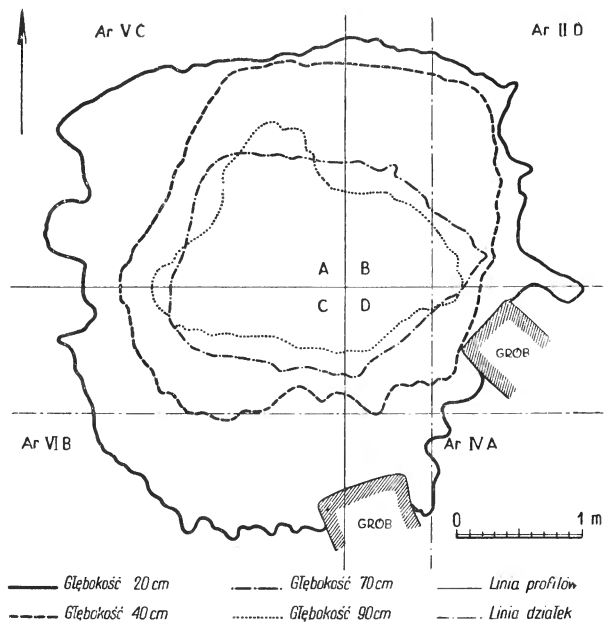 Ar V C
Ar II D
A B
C D
GRÓB
Ar VI B
Ar IV A
GRÓB
0 1 m
Głębokość 20 cm
Głębokość 70 cm
Linia profilów
Głębokość 40 cm
Głębokość 90 cm
Linia działek